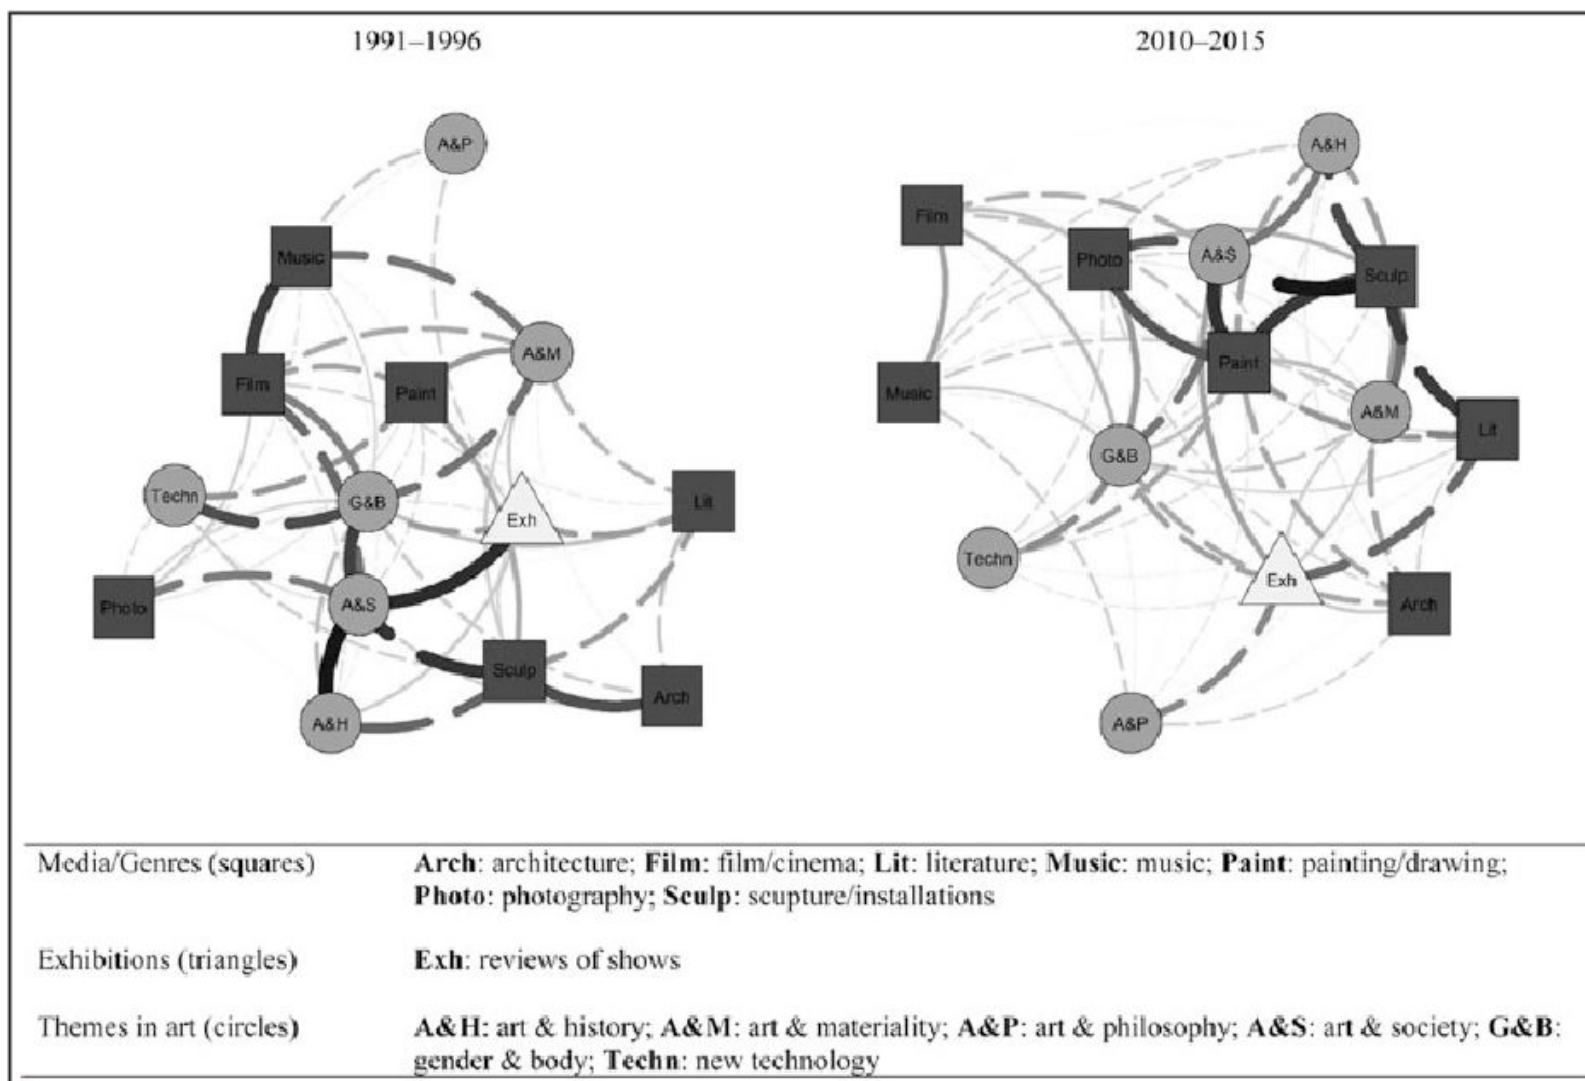 1991–1996
2010–2015
A&P
Music
A&M
Film
Paint
Techn
G&B
Exh
Lit
Photo
A&S
Sculp
Arch
A&H
A&H
Film
Photo
A&S
Sculp
Paint
Music
A&M
Lit
G&B
Techn
Exh
Arch
A&P
Media/Genres (squares)
Arch: architecture; Film: film/cinema; Lit: literature; Music: music; Paint: painting/drawing;
Photo: photography; Sculp: scupture/installations
Exhibitions (triangles)
Exh: reviews of shows
Themes in art (circles)
A&H: art & history; A&M: art & materiality; A&P: art & philosophy; A&S: art & society; G&B:
gender & body; Techn: new technology